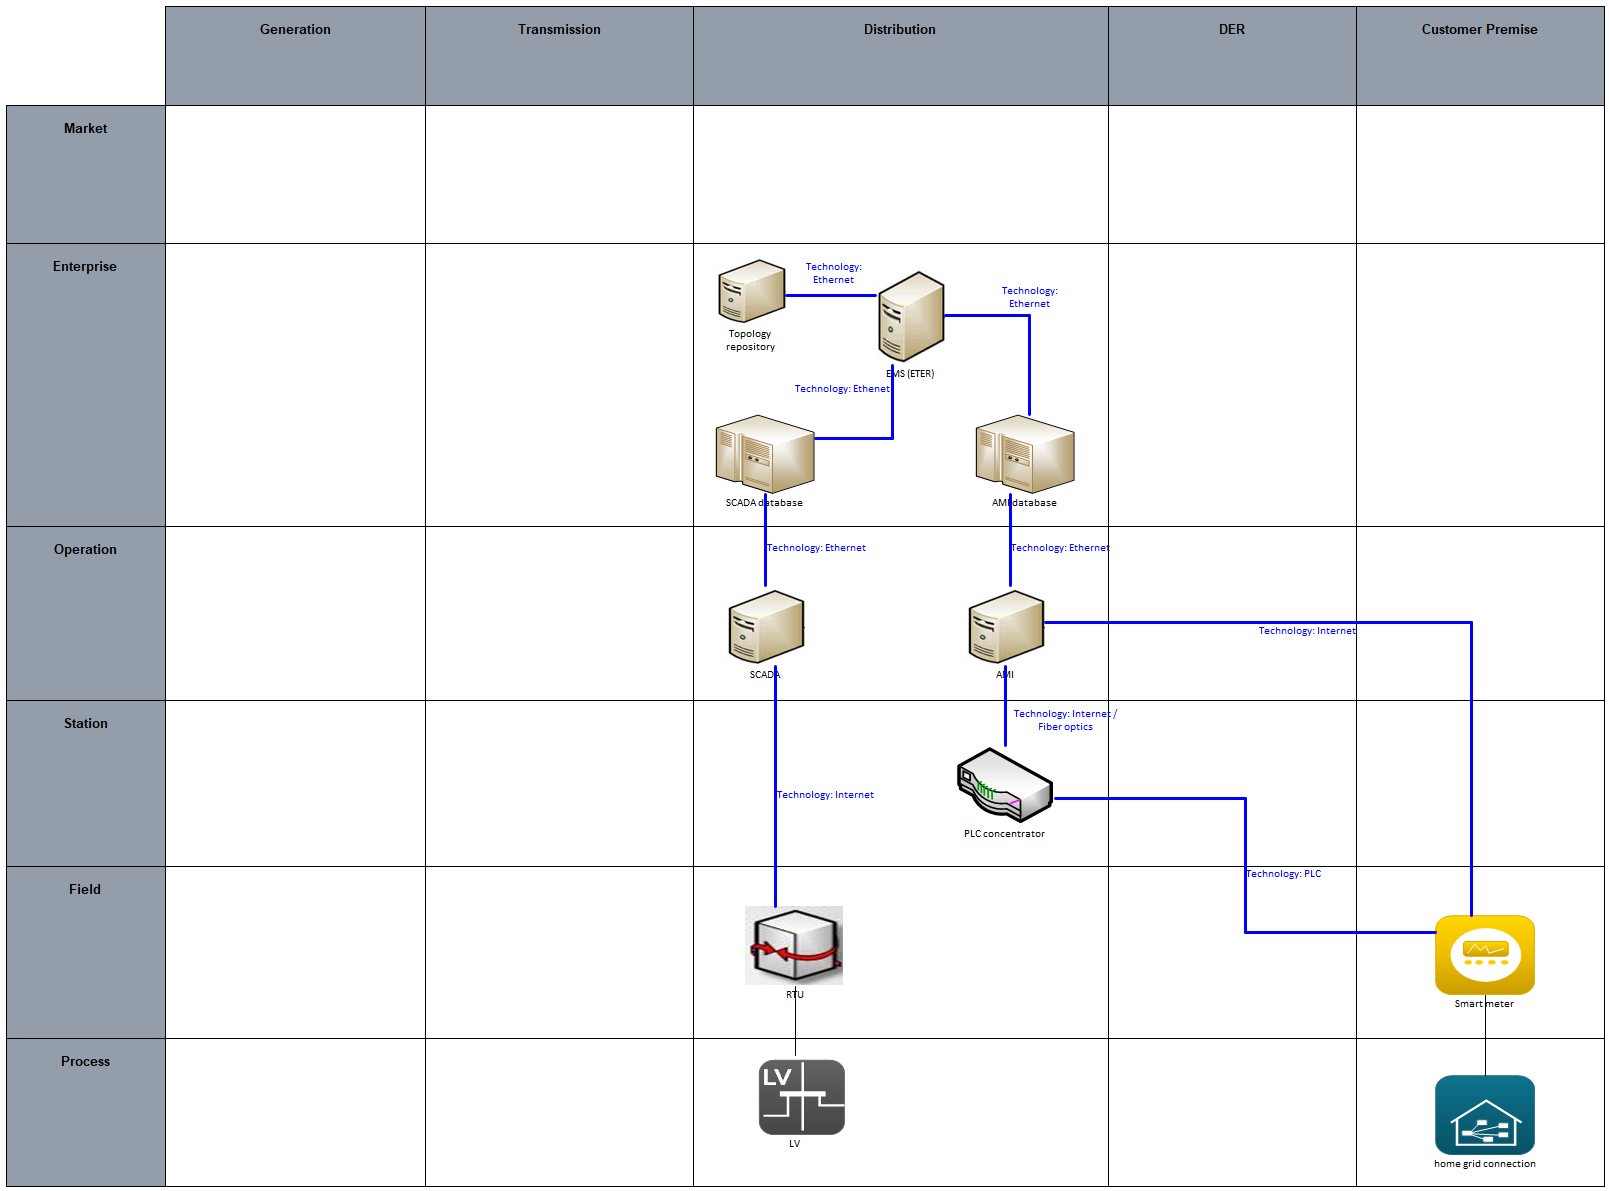 Generation
Transmission
Distribution
DER
Customer Premise
Market
Enterprise
Technology:
Ethernet
Technology:
Ethernet
Topology
repository
EMS (ETER)
Technology: Ethenet
SCADA database
AMI database
Operation
Technology: Ethernet
Technology: Ethernet
Technology: Internet
SCADA
AMI
Station
Technology: Internet /
Fiber optics
Technology: Internet
PLC concentrator
Field
Technology: PLC
RTU
Smart meter
Process
LV
LV
home grid connection